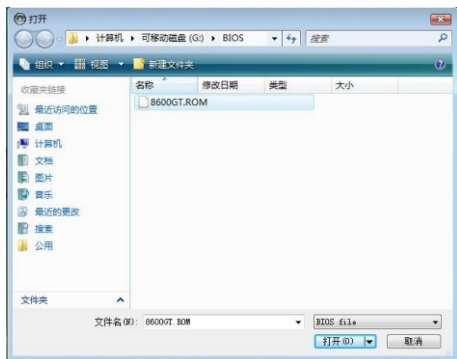 打开
计算机 ▸ 可移动磁盘 (G:) ▸ BIOS
搜索
组织 视图 新建文件夹
收藏夹链接
名称 修改日期 类型 大小
8600GT.ROM
最近访问的位置
桌面
计算机
文档
图片
音乐
最近的更改
搜索
公用
文件夹
文件名(N): 8600GT.ROM
BIOS file
打开(O) 取消